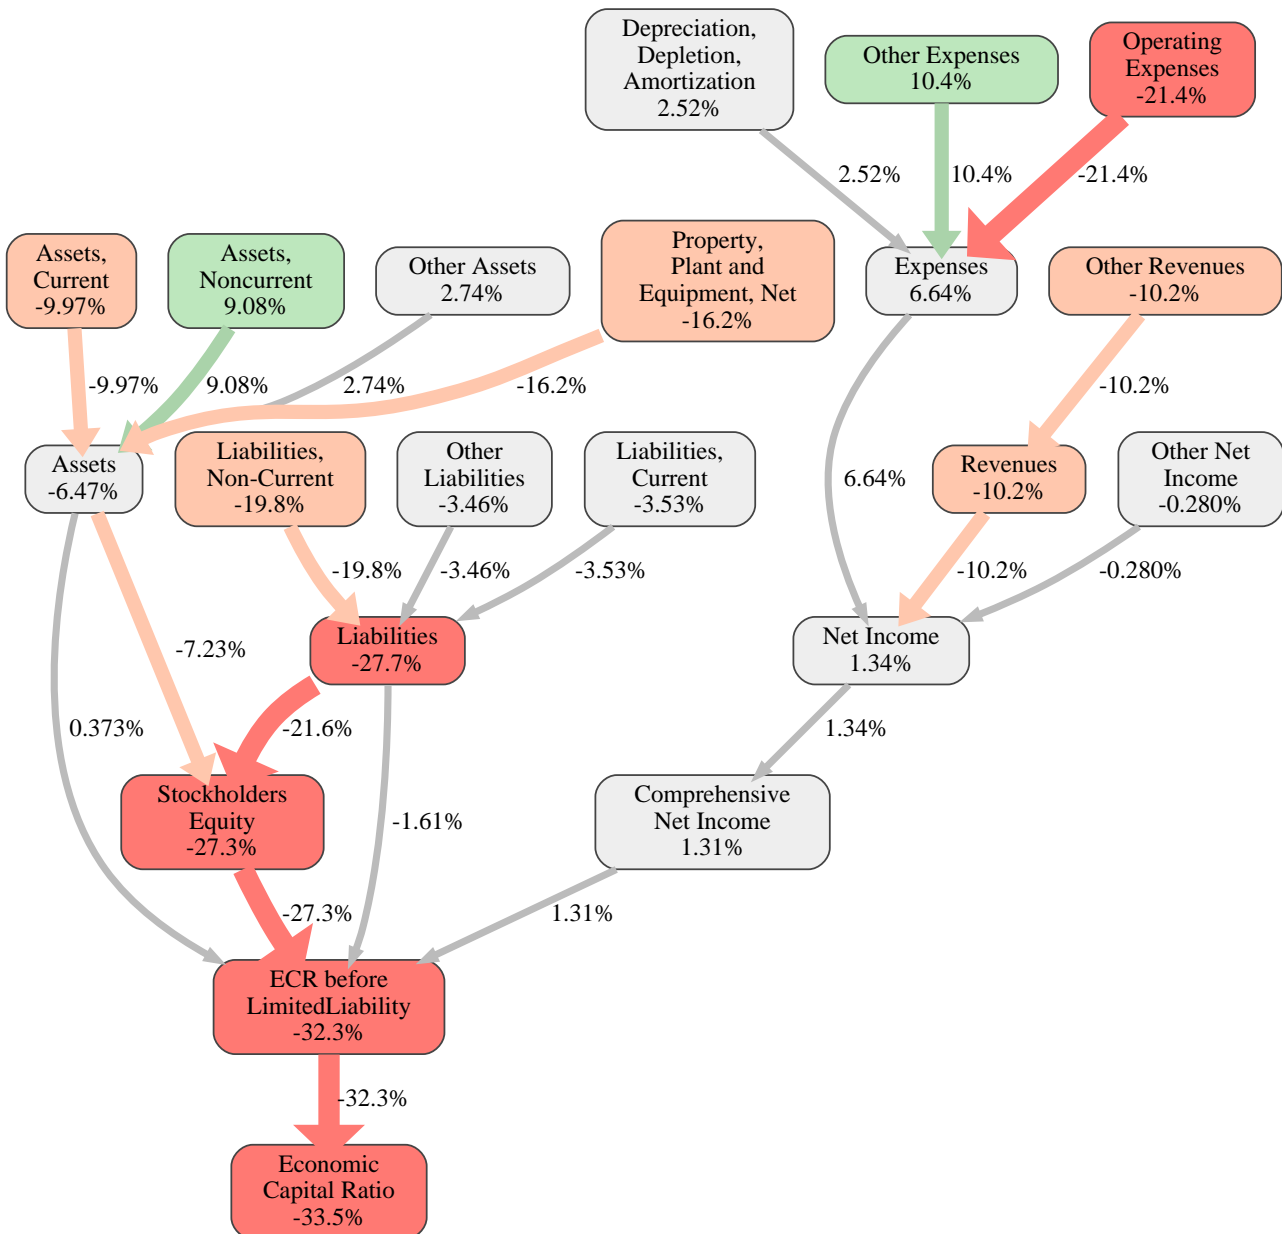 Depreciation,
Depletion,
Amortization
2.52%
Other Expenses
10.4%
Operating
Expenses
-21.4%
2.52%
10.4%
-21.4%
Assets,
Current
-9.97%
Assets,
Noncurrent
9.08%
Other Assets
2.74%
Property,
Plant and
Equipment, Net
-16.2%
Expenses
6.64%
Other Revenues
-10.2%
-9.97%
9.08%
2.74%
-16.2%
-10.2%
Assets
-6.47%
Liabilities,
Non-Current
-19.8%
Other
Liabilities
-3.46%
Liabilities,
Current
-3.53%
6.64%
Revenues
-10.2%
Other Net
Income
-0.280%
-19.8%
-3.46%
-3.53%
-10.2%
-0.280%
-7.23%
Liabilities
-27.7%
Net Income
1.34%
0.373%
-21.6%
1.34%
Stockholders
Equity
-27.3%
-1.61%
Comprehensive
Net Income
1.31%
-27.3%
1.31%
ECR before
LimitedLiability
-32.3%
-32.3%
Economic
Capital Ratio
-33.5%